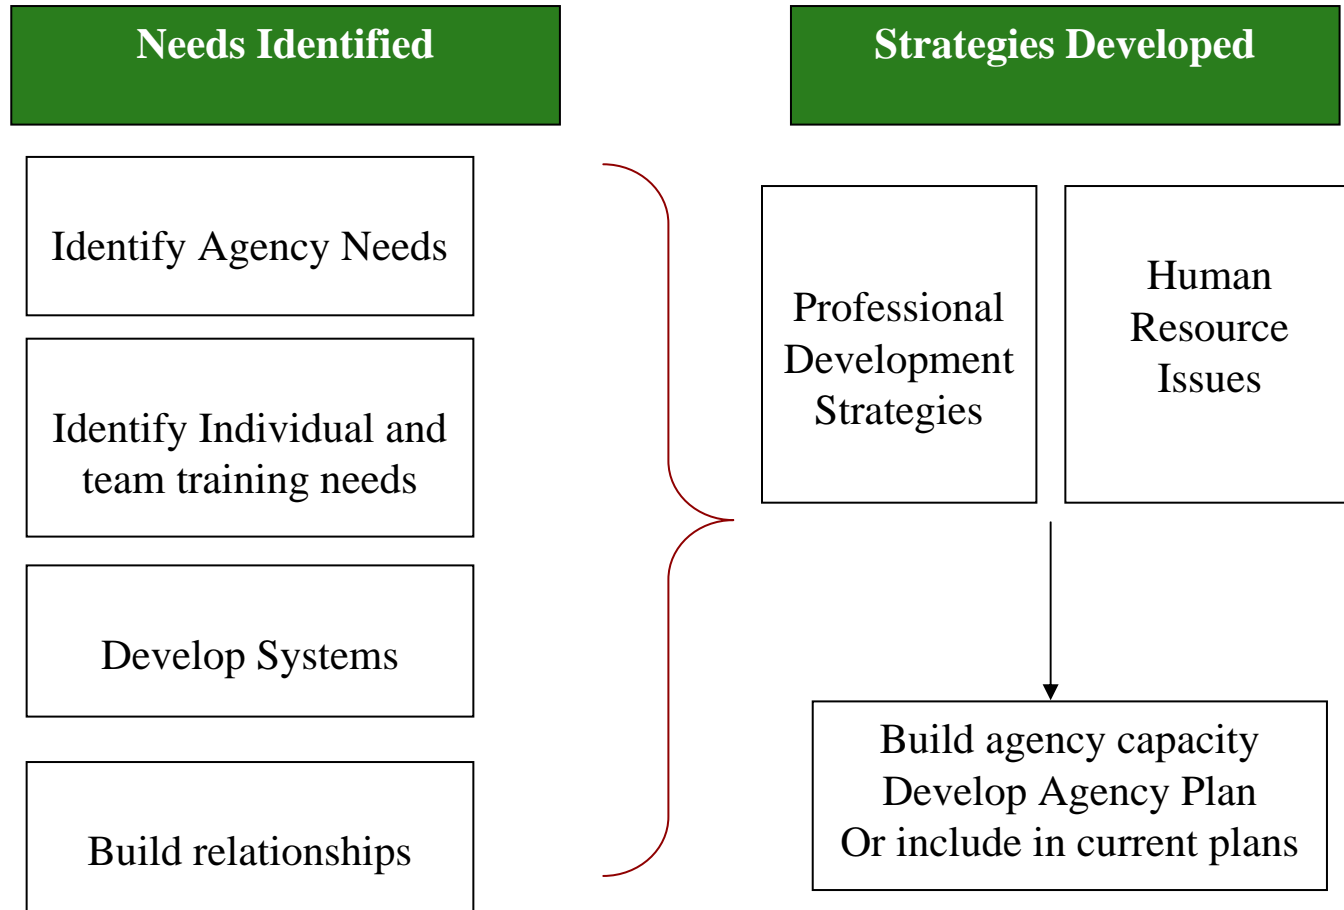 Needs Identified
Strategies Developed
Identify Agency Needs
Identify Individual and
team training needs
Develop Systems
Build relationships
Professional
Development
Strategies
Human
Resource
Issues
Build agency capacity
Develop Agency Plan
Or include in current plans